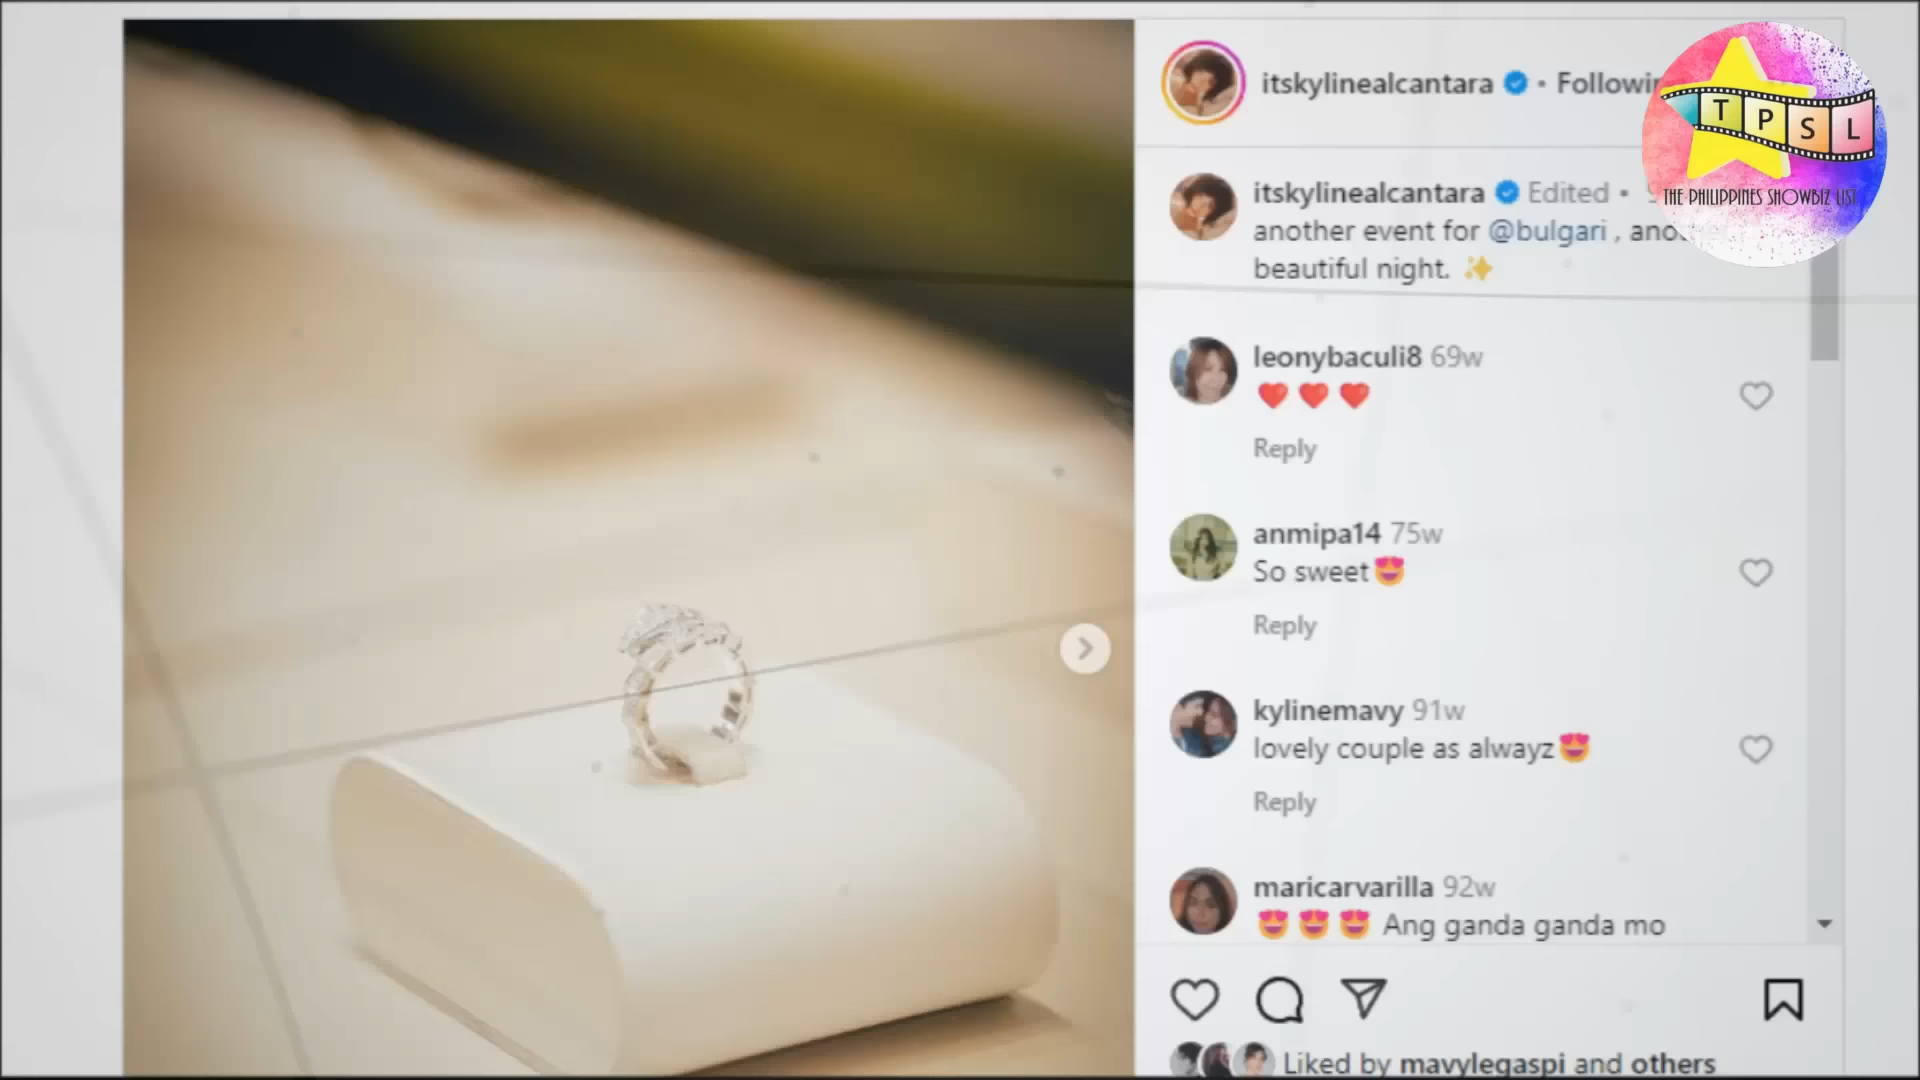 itskylinealcantara • Followin
T P S L
THE PHILIPPINES SHOWBIZ LIST
itskylinealcantara Edited •
another event for @bulgari ,
beautiful night. ✨
leonybaculi8 69w
❤️ ❤️ ❤️
Reply
anmipa14 75w
So sweet😍
Reply
kylinemavy 91w
lovely couple as alwayz😍
Reply
maricarvarilla 92w
😍 😍 😍 Ang ganda ganda mo
Liked by mavylegaspi and others